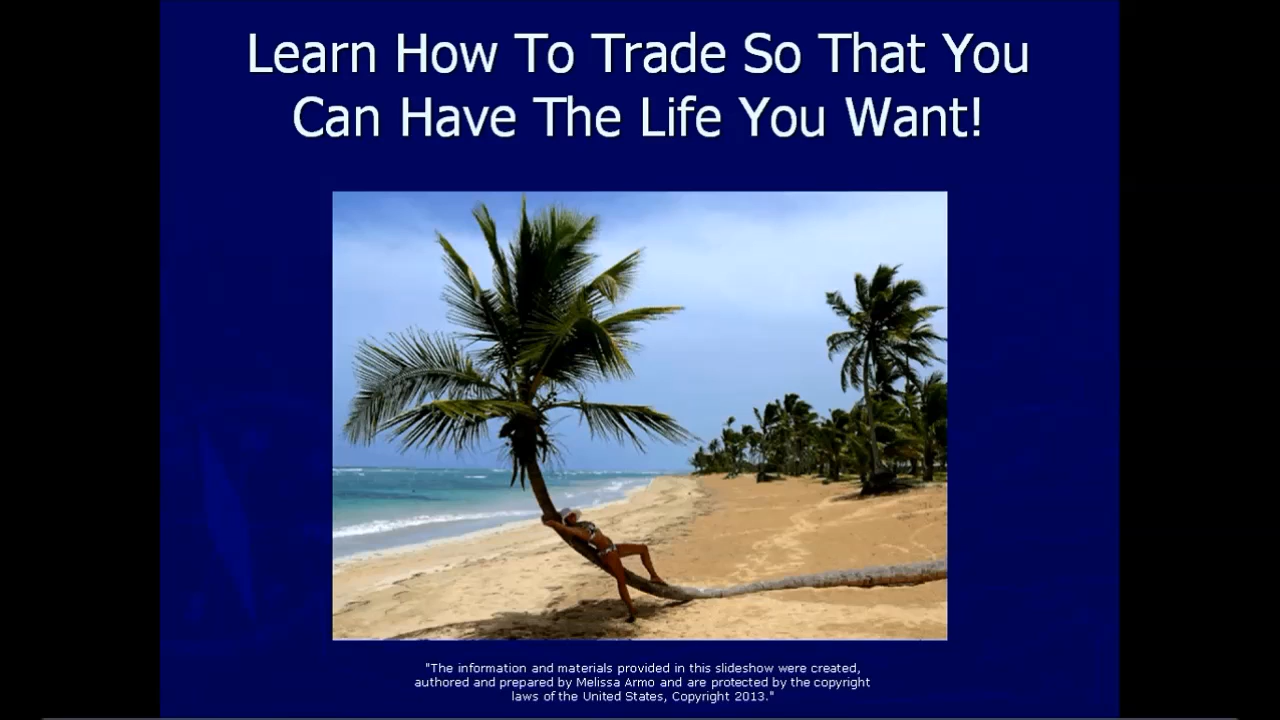 Learn How To Trade So That You
Can Have The Life You Want!
"The information and materials provided in this slideshow were created,
authored and prepared by Melissa Armo and are protected by the copyright
laws of the United States, Copyright 2013."